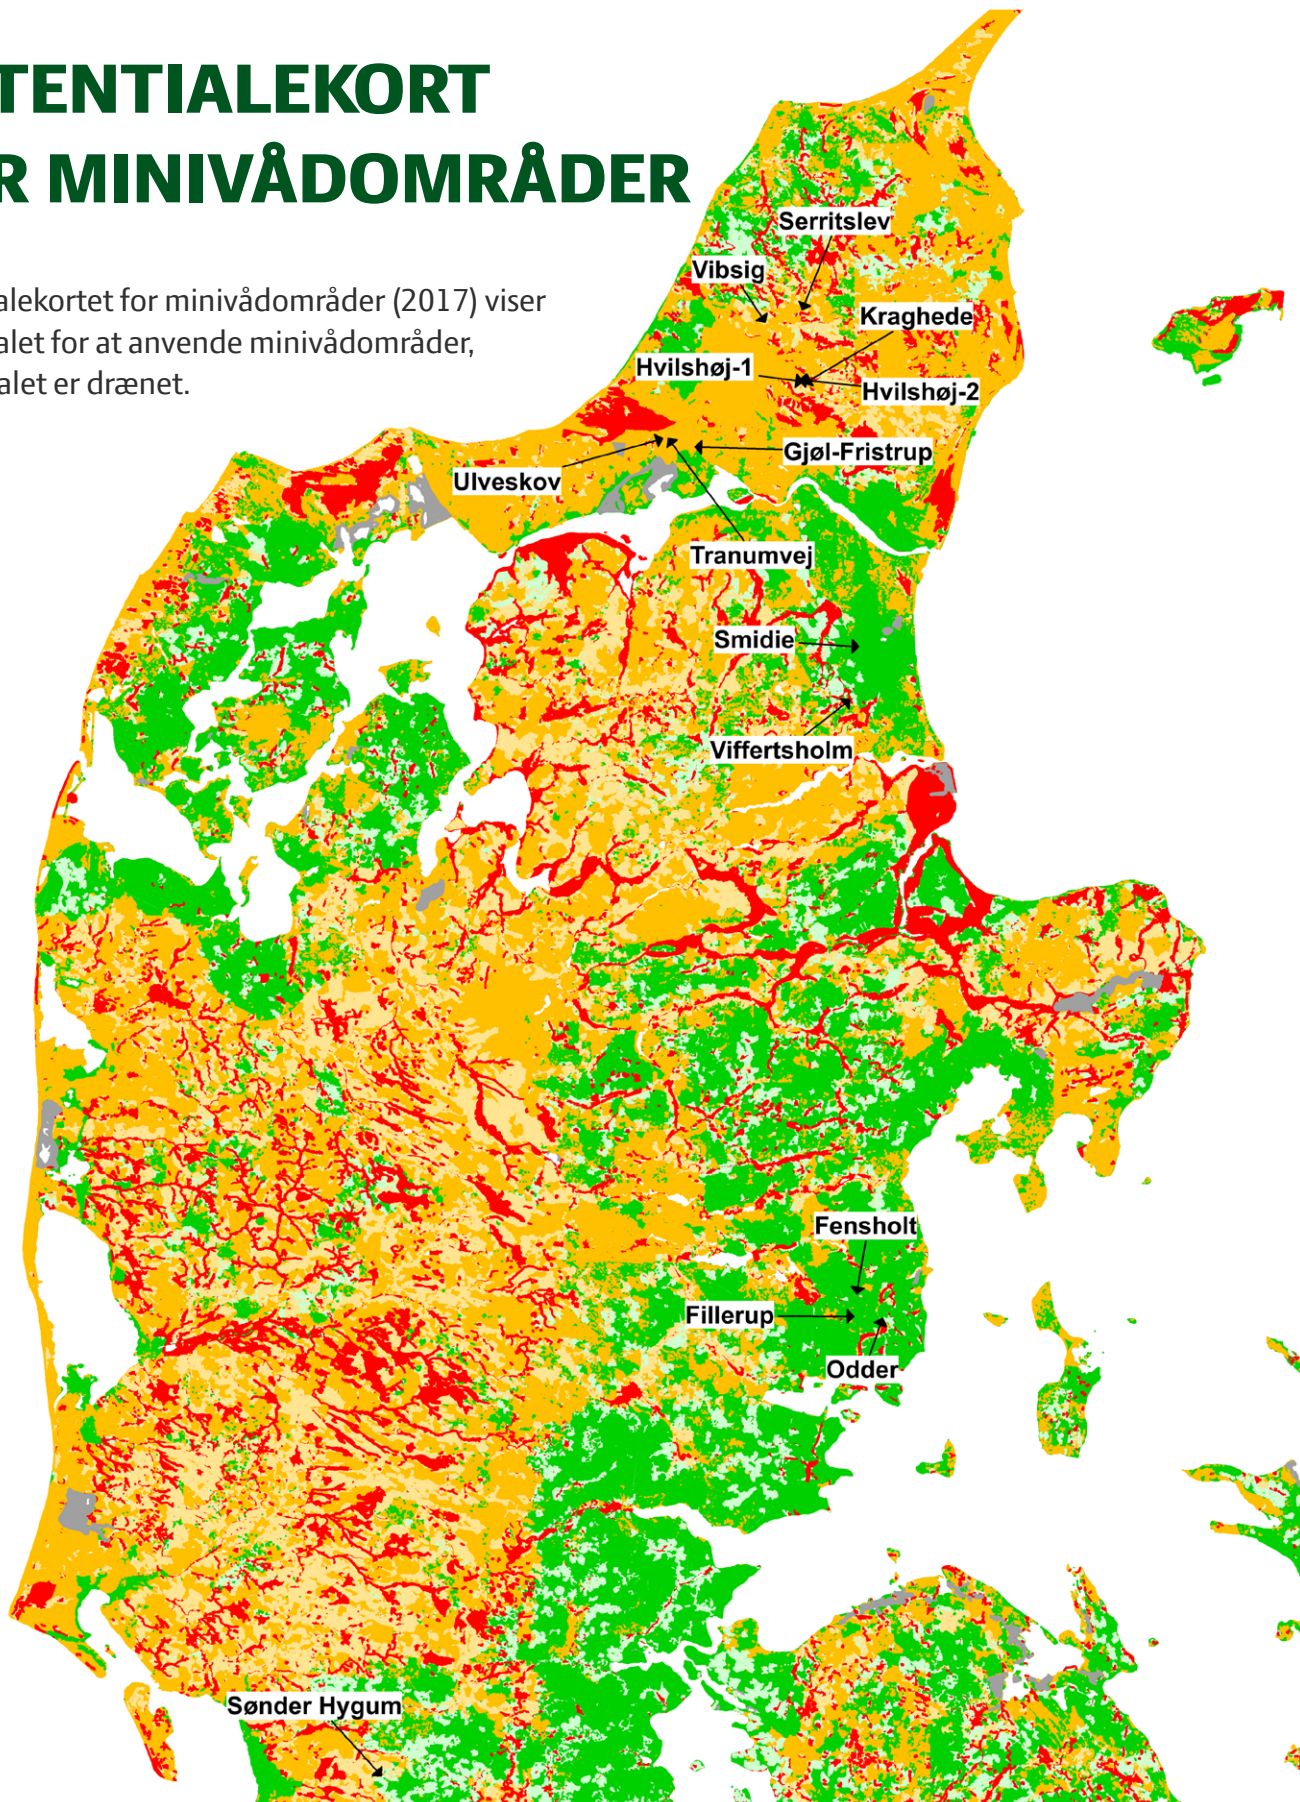 TENTIALEKORT
R MINIVÅDOMRÅDER
alekortet for minivådområder (2017) viser
alet for at anvende minivådområder,
alet er drænet.
Serritslev
Vibsig
Kraghede
Hvilshøj-1
Hvilshøj-2
Gjøl-Fristrup
Ulveskov
Tranumvej
Smidie
Viffertsholm
Fensholt
Fillerup
Odder
Sønder Hygum